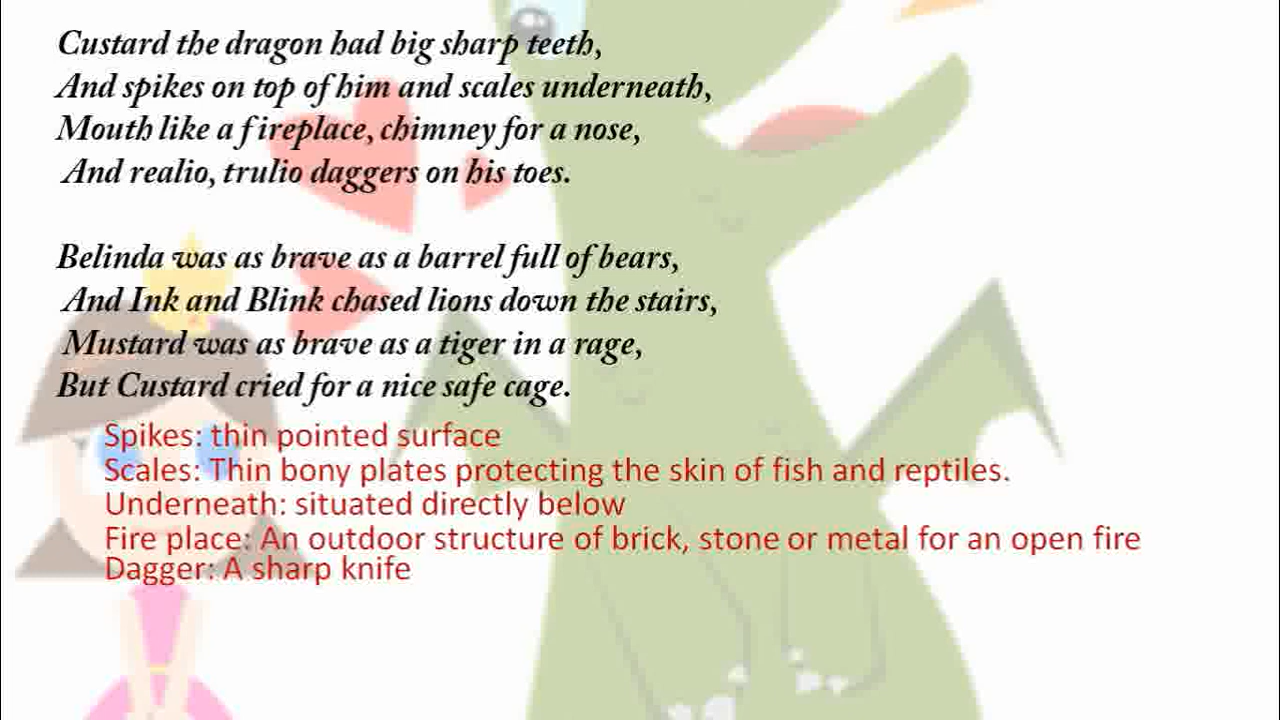 Custard the dragon had big sharp teeth,
And spikes on top of him and scales underneath,
Mouth like a fireplace, chimney for a nose,
And realio, trulio daggers on his toes.
Belinda was as brave as a barrel full of bears,
And Ink and Blink chased lions down the stairs,
Mustard was as brave as a tiger in a rage,
But Custard cried for a nice safe cage.
Spikes: thin pointed surface
Scales: Thin bony plates protecting the skin of fish and reptiles.
Underneath: situated directly below
Fire place: An outdoor structure of brick, stone or metal for an open fire
Dagger: A sharp knife